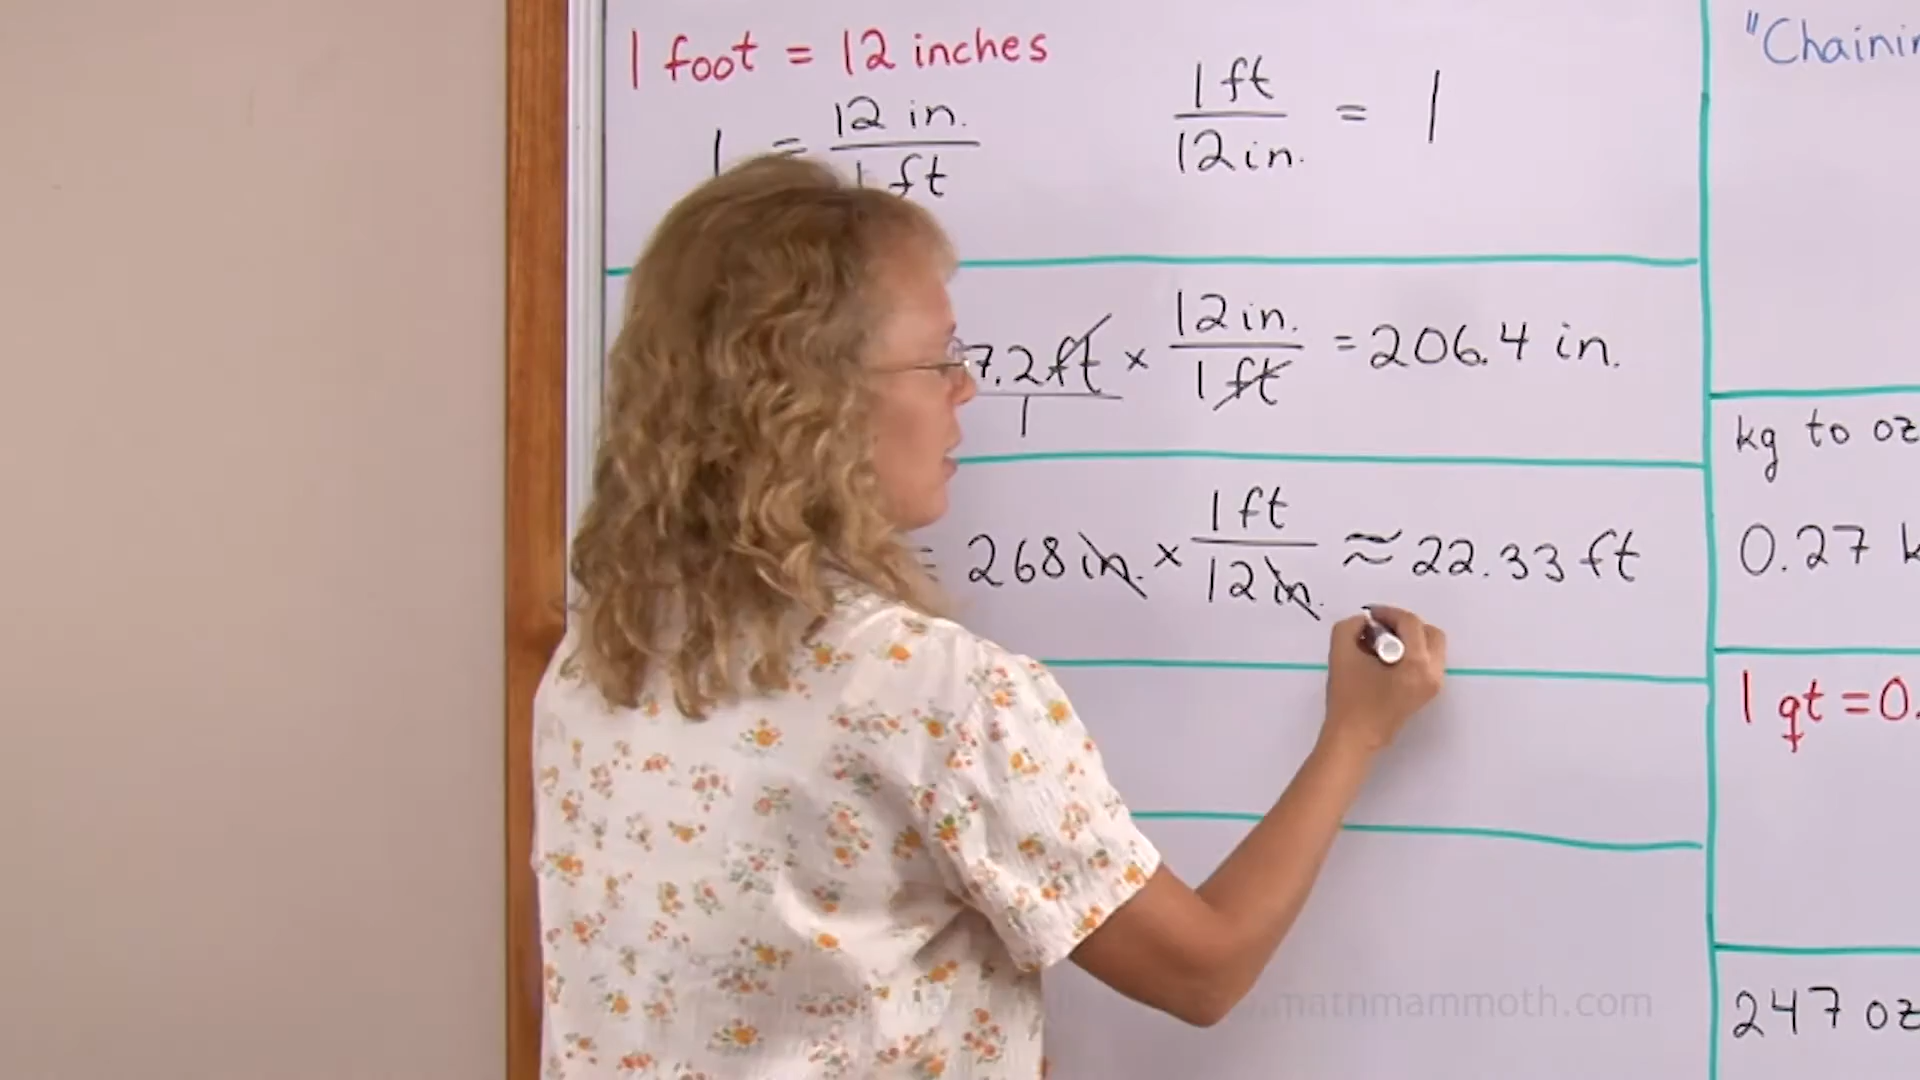 1 foot = 12 inches
1 = 12 in. / 1 ft
1 ft / 12 in. = 1
7.2 ft / 1 × 12 in. / 1 ft = 206.4 in.
= 268 in. × 1 ft / 12 in. ≈ 22.33 ft
"Chainin
kg to oz
0.27 k
1 qt = 0.
247 oz
mathmammoth.com